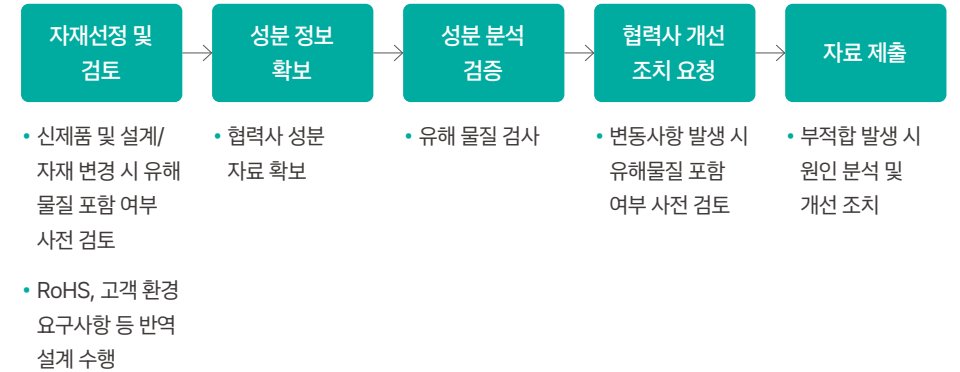 자재선정 및
검토
성분 정보
확보
성분 분석
검증
협력사 개선
조치 요청
자료 제출
• 신제품 및 설계/
자재 변경 시 유해
물질 포함 여부
사전 검토
• RoHS, 고객 환경
요구사항 등 반역
설계 수행
• 협력사 성분
자료 확보
• 유해 물질 검사
• 변동사항 발생 시
유해물질 포함
여부 사전 검토
• 부적합 발생 시
원인 분석 및
개선 조치